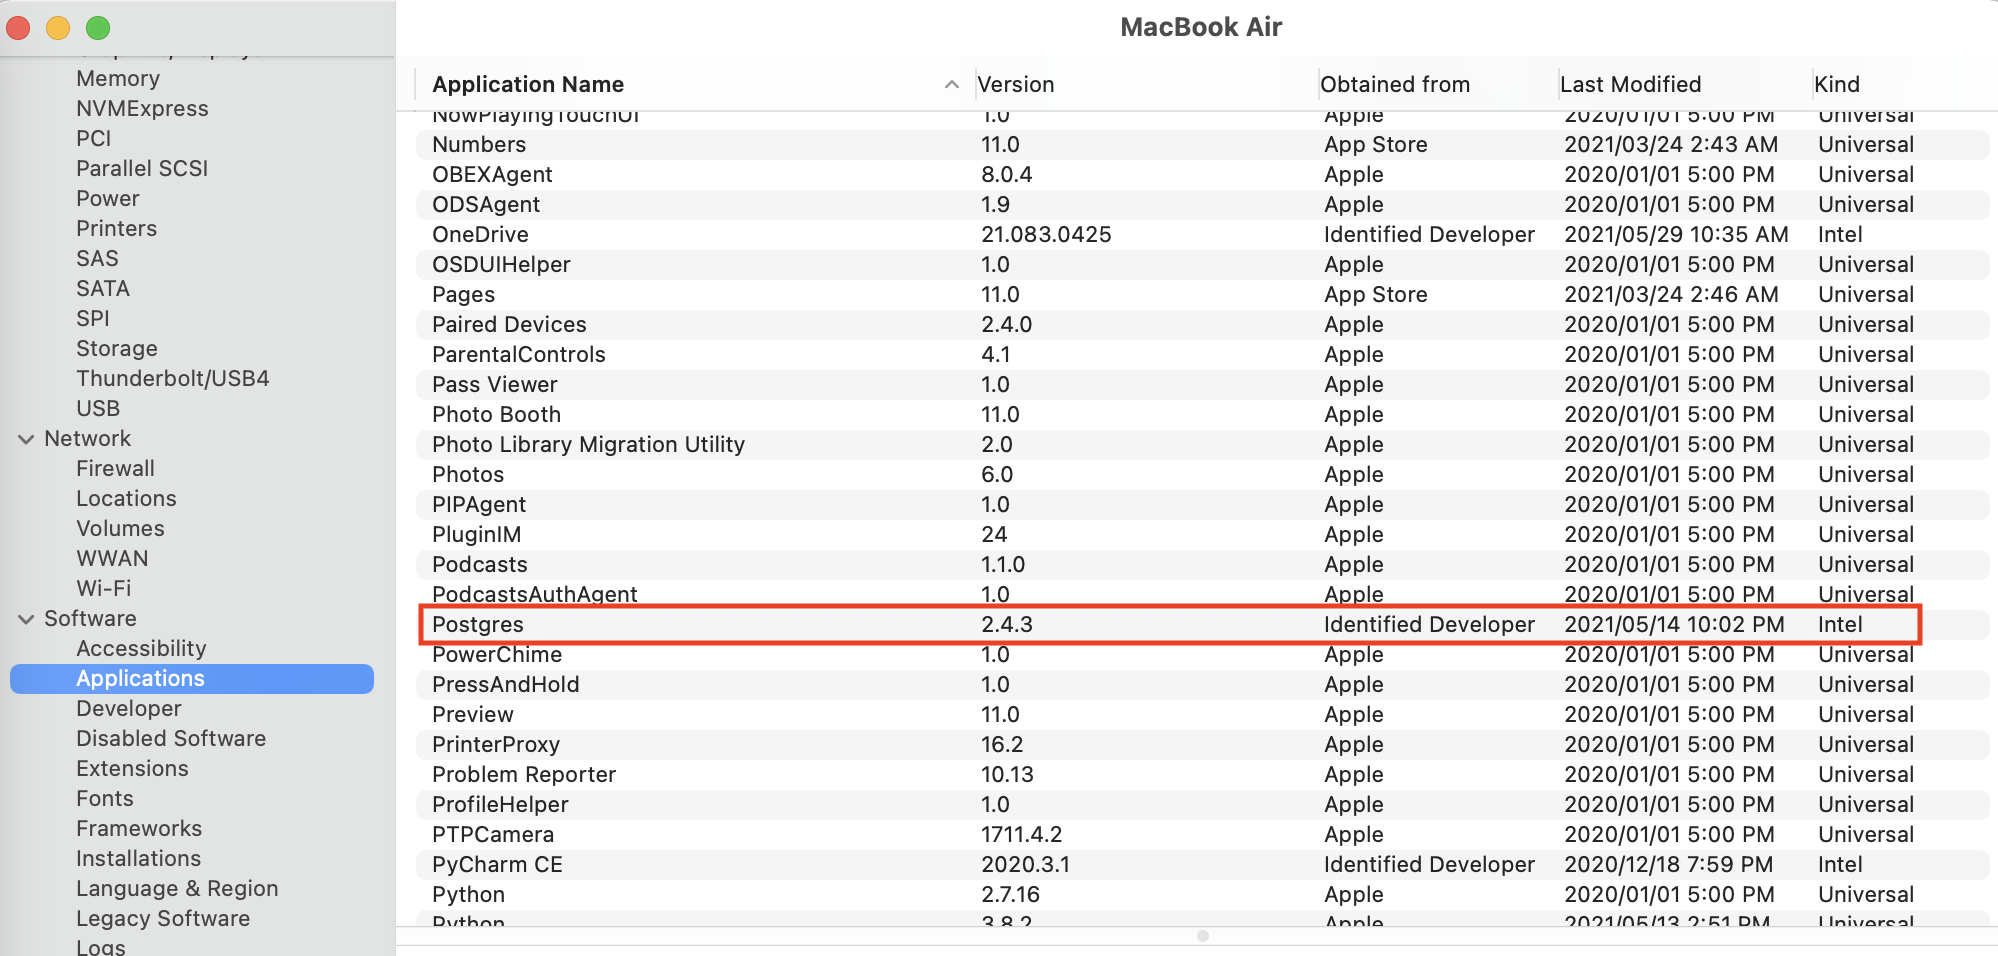 MacBook Air
Memory
NVMExpress
PCI
Parallel SCSI
Power
Printers
SAS
SATA
SPI
Storage
Thunderbolt/USB4
USB
Network
Firewall
Locations
Volumes
WWAN
Wi-Fi
Software
Accessibility
Applications
Developer
Disabled Software
Extensions
Fonts
Frameworks
Installations
Language & Region
Legacy Software
Logs
Application Name Version Obtained from Last Modified Kind
NowPlayingTouchUI 1.0 Apple 2020/01/01 5:00 PM Universal
Numbers 11.0 App Store 2021/03/24 2:43 AM Universal
OBEXAgent 8.0.4 Apple 2020/01/01 5:00 PM Universal
ODSAgent 1.9 Apple 2020/01/01 5:00 PM Universal
OneDrive 21.083.0425 Identified Developer 2021/05/29 10:35 AM Intel
OSDUIHelper 1.0 Apple 2020/01/01 5:00 PM Universal
Pages 11.0 App Store 2021/03/24 2:46 AM Universal
Paired Devices 2.4.0 Apple 2020/01/01 5:00 PM Universal
ParentalControls 4.1 Apple 2020/01/01 5:00 PM Universal
Pass Viewer 1.0 Apple 2020/01/01 5:00 PM Universal
Photo Booth 11.0 Apple 2020/01/01 5:00 PM Universal
Photo Library Migration Utility 2.0 Apple 2020/01/01 5:00 PM Universal
Photos 6.0 Apple 2020/01/01 5:00 PM Universal
PIPAgent 1.0 Apple 2020/01/01 5:00 PM Universal
PluginIM 24 Apple 2020/01/01 5:00 PM Universal
Podcasts 1.1.0 Apple 2020/01/01 5:00 PM Universal
PodcastsAuthAgent 1.0 Apple 2020/01/01 5:00 PM Universal
Postgres 2.4.3 Identified Developer 2021/05/14 10:02 PM Intel
PowerChime 1.0 Apple 2020/01/01 5:00 PM Universal
PressAndHold 1.0 Apple 2020/01/01 5:00 PM Universal
Preview 11.0 Apple 2020/01/01 5:00 PM Universal
PrinterProxy 16.2 Apple 2020/01/01 5:00 PM Universal
Problem Reporter 10.13 Apple 2020/01/01 5:00 PM Universal
ProfileHelper 1.0 Apple 2020/01/01 5:00 PM Universal
PTPCamera 1711.4.2 Apple 2020/01/01 5:00 PM Universal
PyCharm CE 2020.3.1 Identified Developer 2020/12/18 7:59 PM Intel
Python 2.7.16 Apple 2020/01/01 5:00 PM Universal
Python 3.8.2 Apple 2021/05/13 2:51 PM Universal